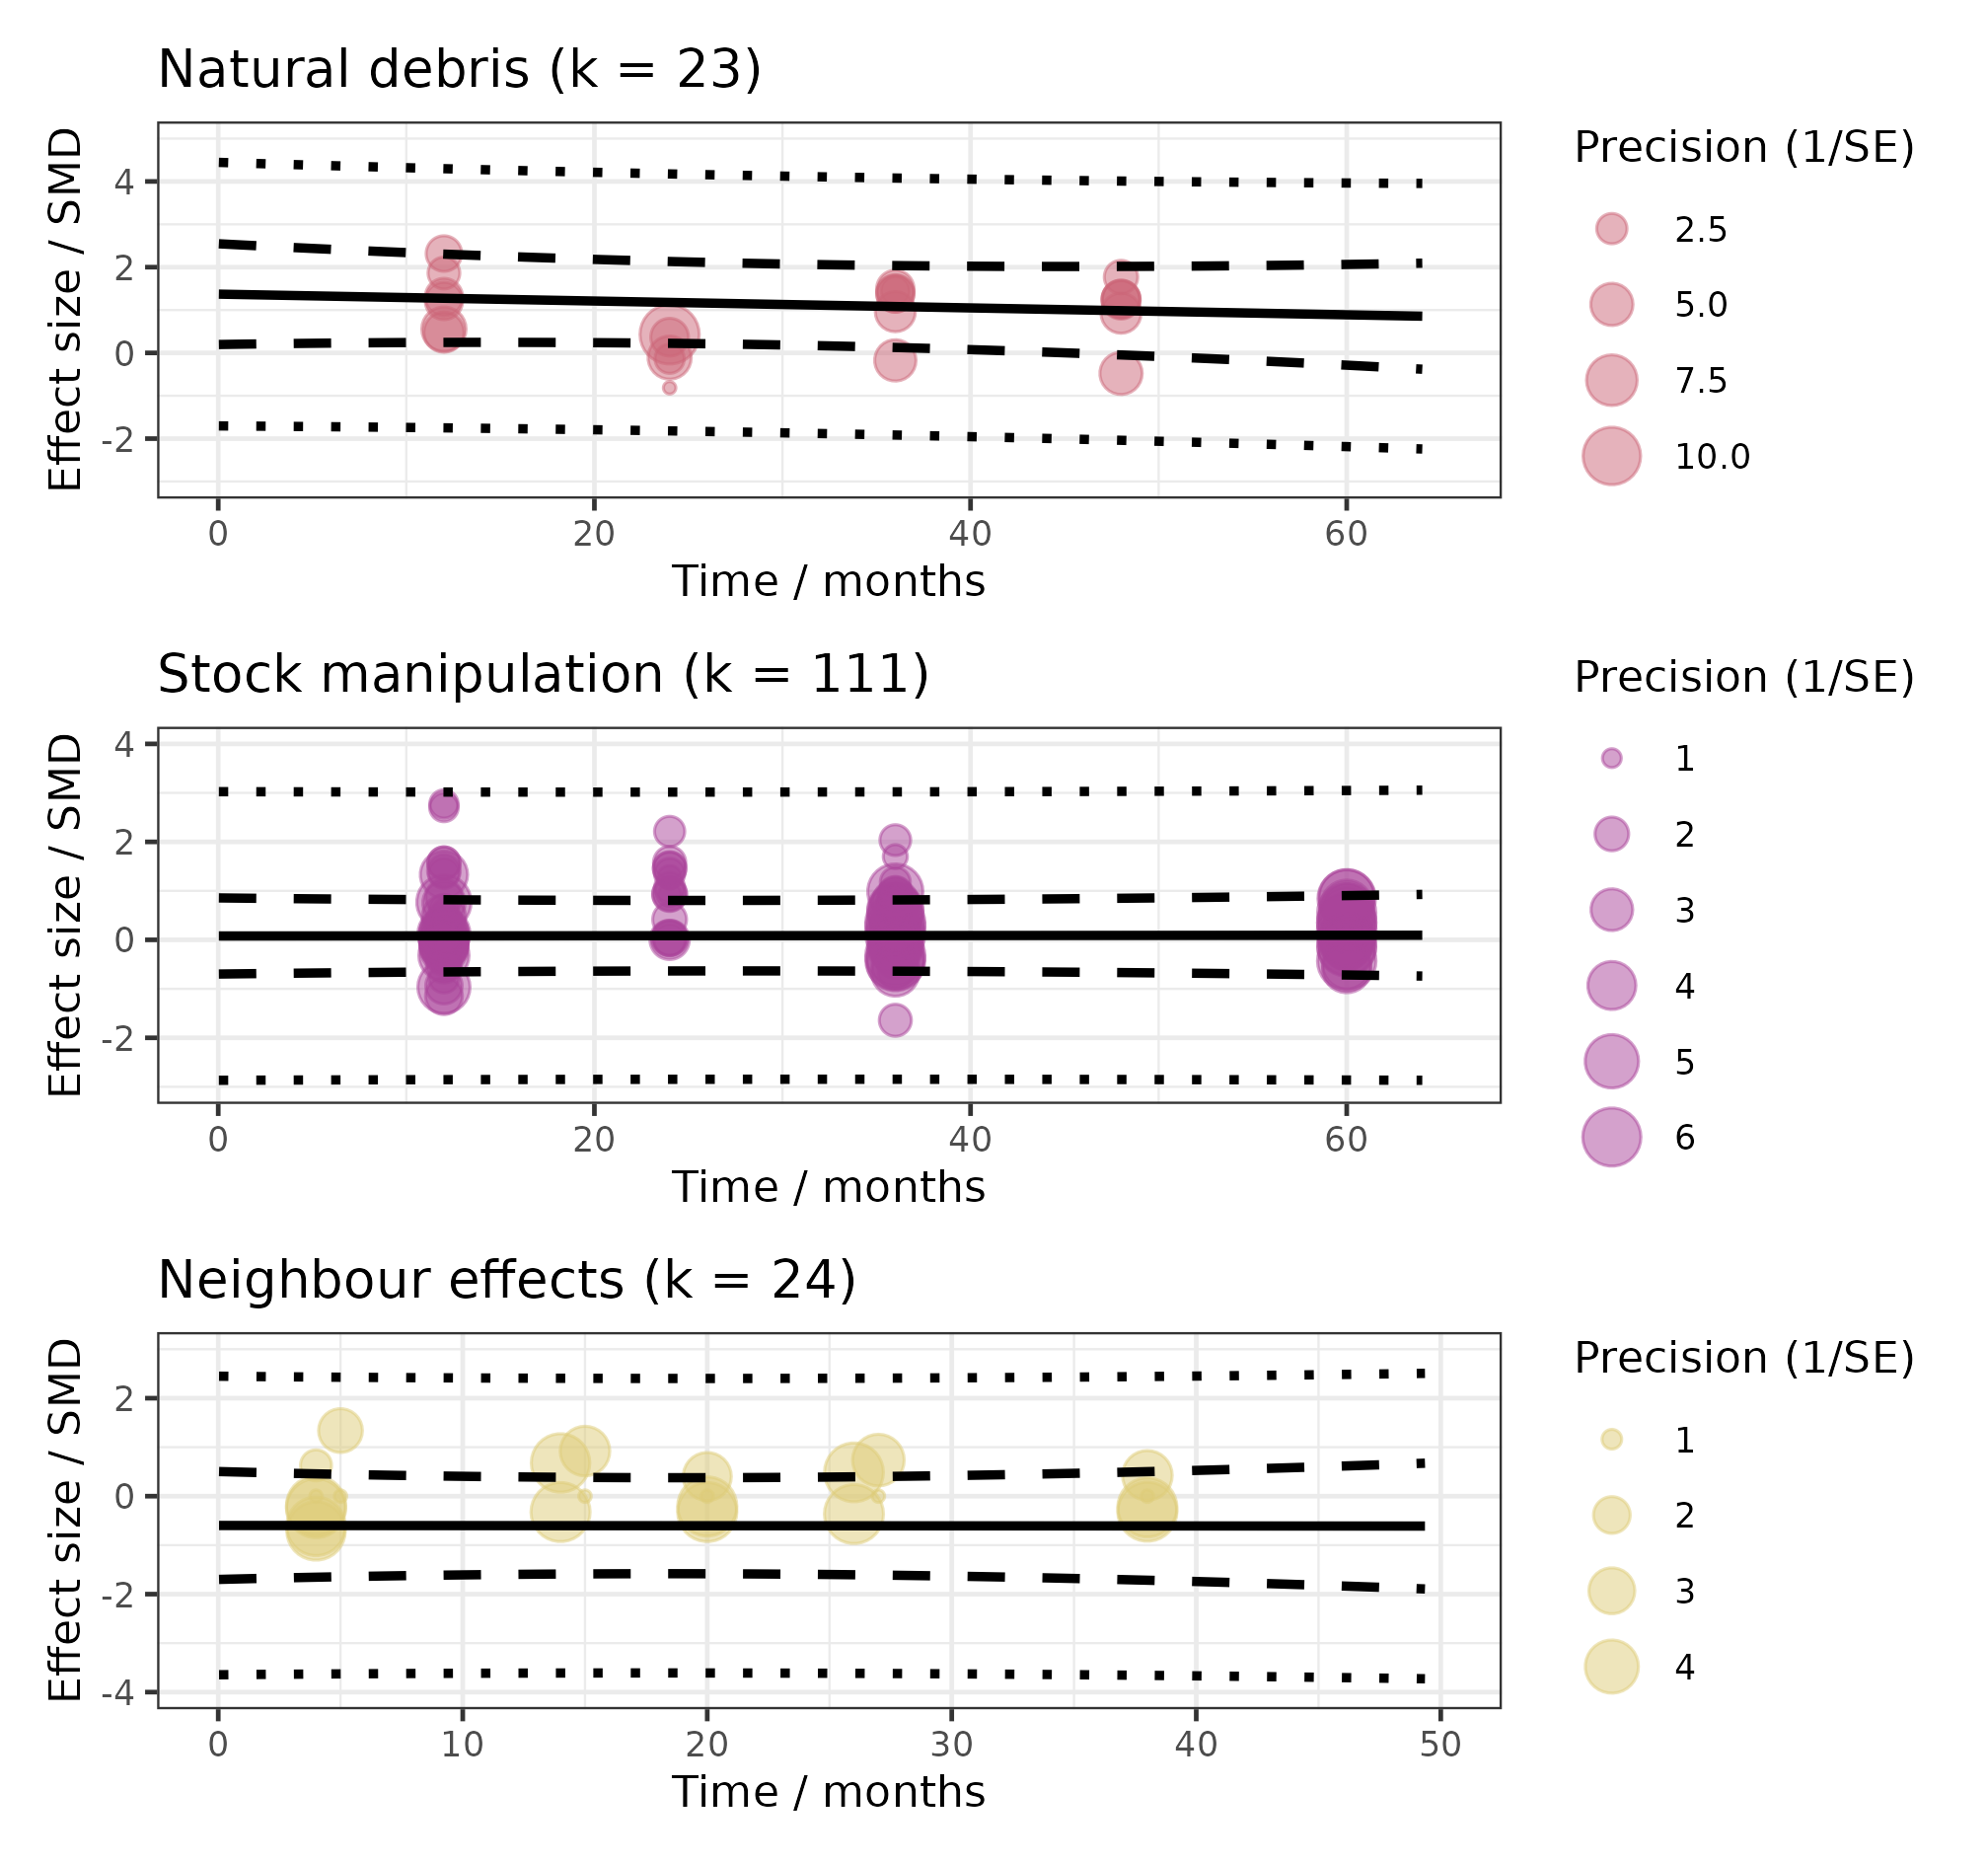 Natural debris (k = 23)
Effect size / SMD
4
2
0
-2
0 20 40 60
Time / months
Precision (1/SE)
2.5
5.0
7.5
10.0
Stock manipulation (k = 111)
Effect size / SMD
4
2
0
-2
0 20 40 60
Time / months
Precision (1/SE)
1
2
3
4
5
6
Neighbour effects (k = 24)
Effect size / SMD
2
0
-2
-4
0 10 20 30 40 50
Time / months
Precision (1/SE)
1
2
3
4